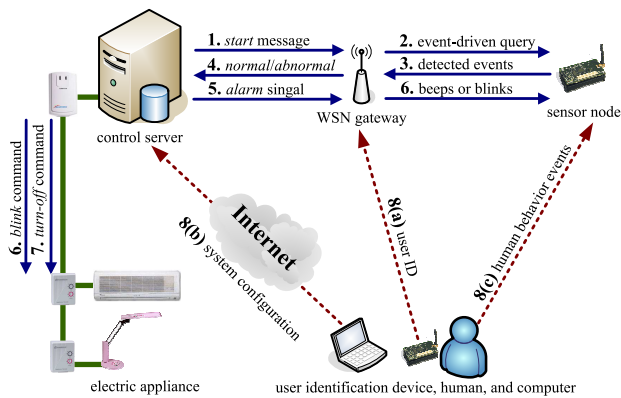 1. start message
4. normal/abnormal
5. alarm singal
2. event-driven query
3. detected events
6. beeps or blinks
control server
WSN gateway
sensor node
6. blink command
7. turn-off command
Internet
8(b) system configuration
8(a) user ID
8(c) human behavior events
electric appliance
user identification device, human, and computer